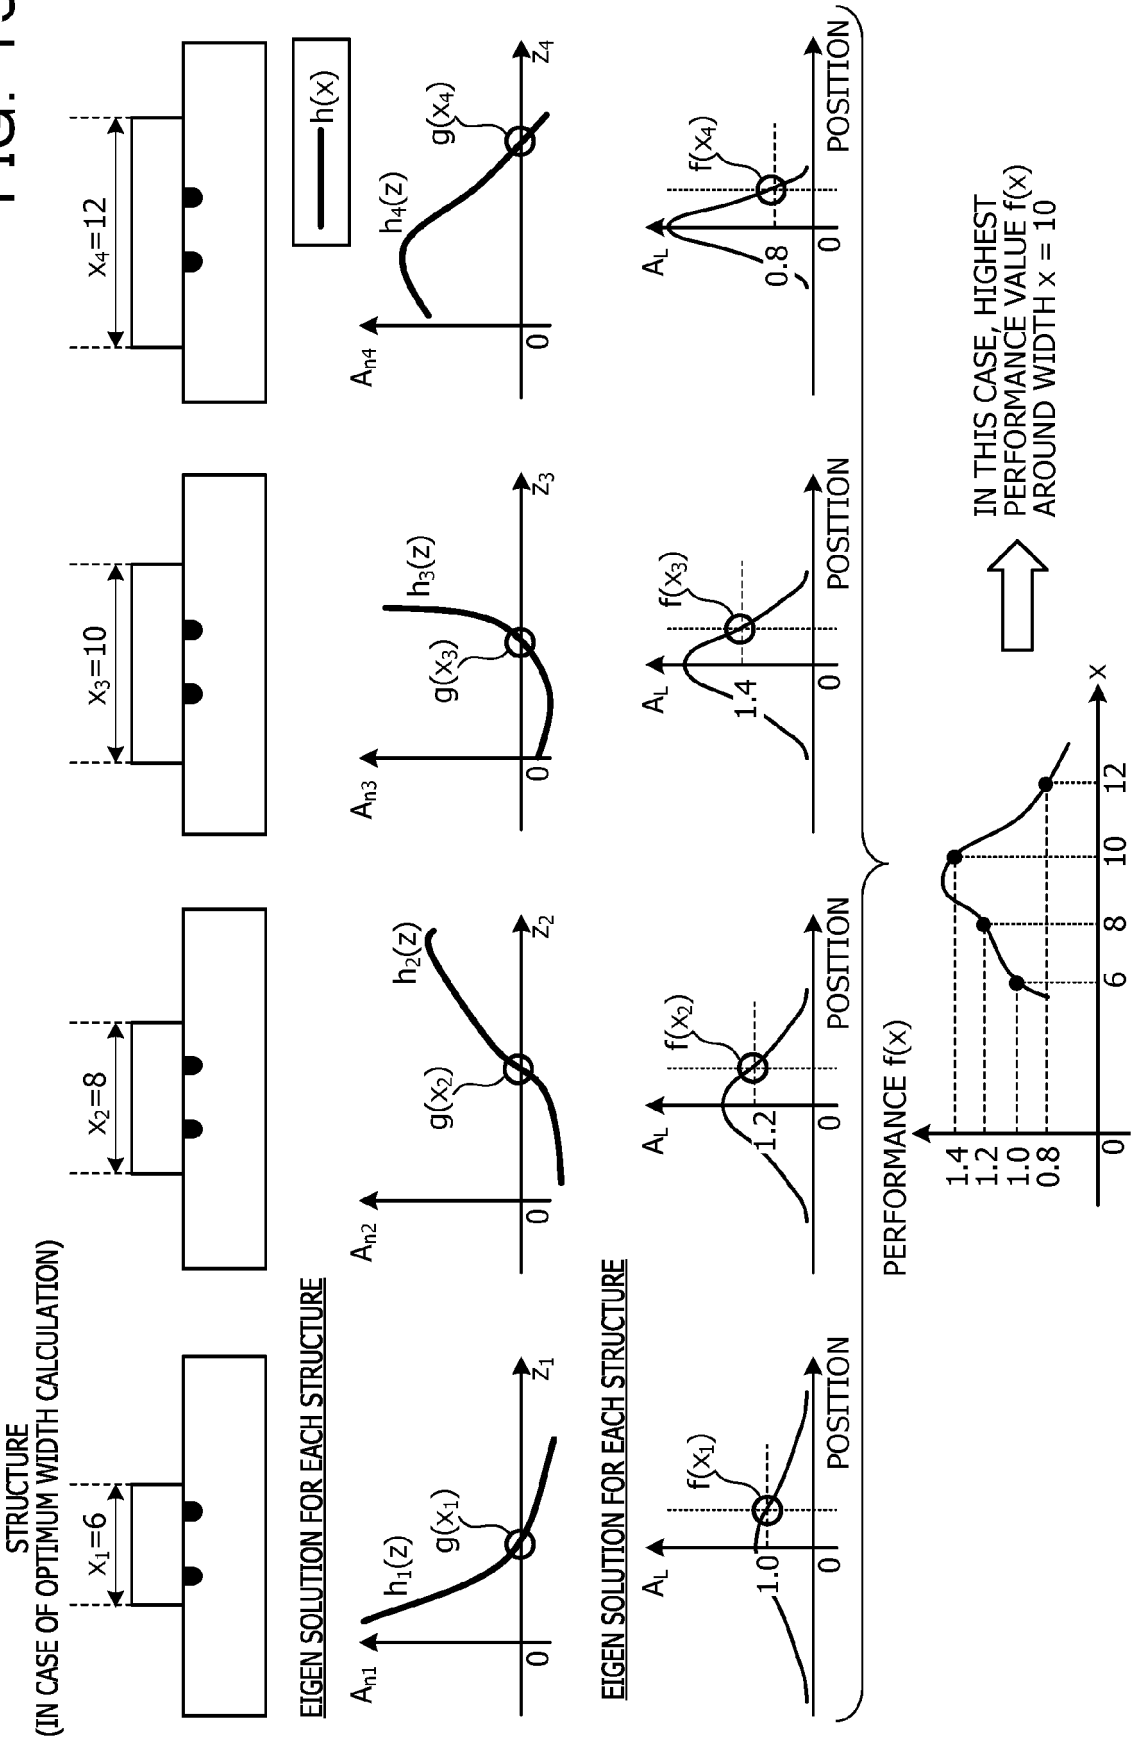 STRUCTURE
(IN CASE OF OPTIMUM WIDTH CALCULATION)
x1=6
x2=8
x3=10
x4=12
EIGEN SOLUTION FOR EACH STRUCTURE
h(x)
An1
h1(z)
g(x1)
0
z1
An2
h2(z)
g(x2)
0
z2
An3
h3(z)
g(x3)
0
z3
An4
h4(z)
g(x4)
0
z4
EIGEN SOLUTION FOR EACH STRUCTURE
AL
f(x1)
1.0
0
POSITION
AL
f(x2)
1.2
0
POSITION
AL
f(x3)
1.4
0
POSITION
AL
f(x4)
0.8
0
POSITION
PERFORMANCE f(x)
1.4
1.2
1.0
0.8
0
6
8
10
12
x
IN THIS CASE, HIGHEST
PERFORMANCE VALUE f(x)
AROUND WIDTH x = 10